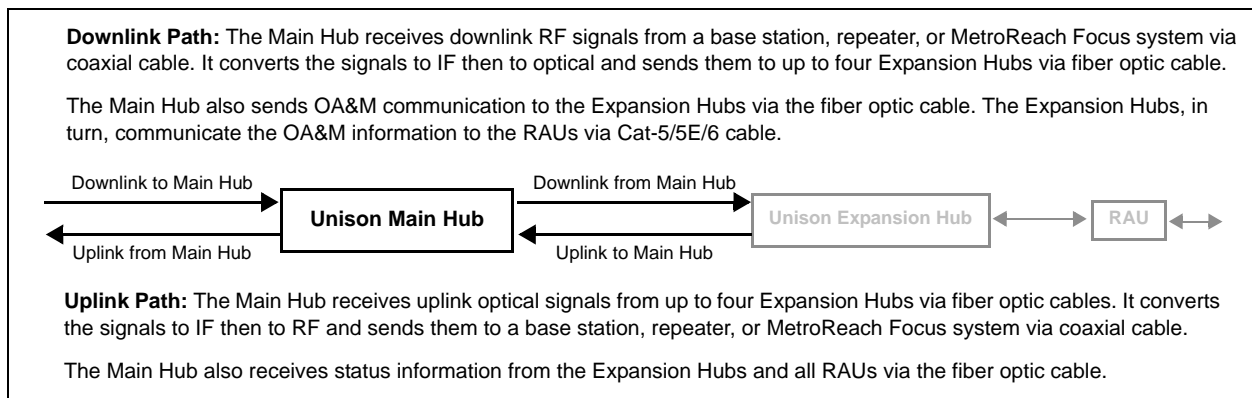 Downlink Path: The Main Hub receives downlink RF signals from a base station, repeater, or MetroReach Focus system via
coaxial cable. It converts the signals to IF then to optical and sends them to up to four Expansion Hubs via fiber optic cable.
The Main Hub also sends OA&M communication to the Expansion Hubs via the fiber optic cable. The Expansion Hubs, in
turn, communicate the OA&M information to the RAUs via Cat-5/5E/6 cable.
Downlink to Main Hub
Downlink from Main Hub
Unison Main Hub
Unison Expansion Hub
RAU
Uplink from Main Hub
Uplink to Main Hub
Uplink Path: The Main Hub receives uplink optical signals from up to four Expansion Hubs via fiber optic cables. It converts
the signals to IF then to RF and sends them to a base station, repeater, or MetroReach Focus system via coaxial cable.
The Main Hub also receives status information from the Expansion Hubs and all RAUs via the fiber optic cable.